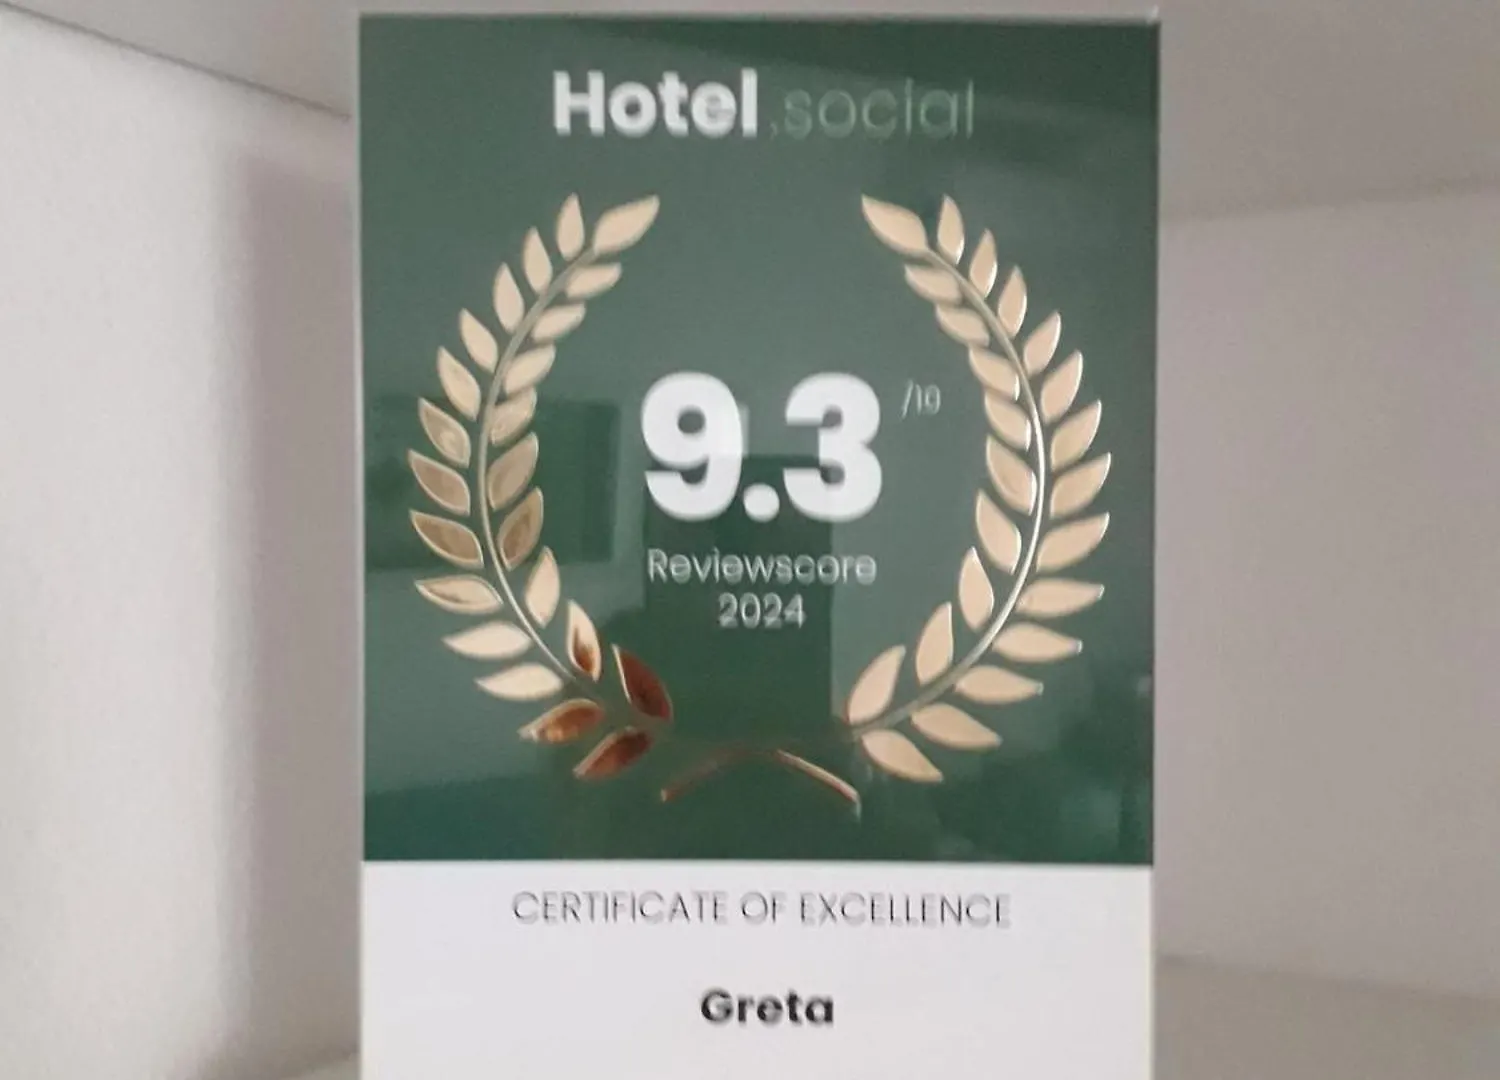 Hotel.social
9.3 /10
Reviewscore
2024
CERTIFICATE OF EXCELLENCE
Greta